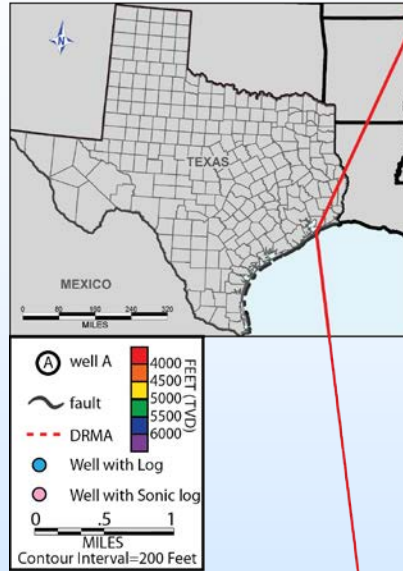 N
TEXAS
MEXICO
0 80 160 240 320
MILES
A well A
fault
DRMA
Well with Log
Well with Sonic log
4000
4500
5000
5500
6000
FEET (TVD)
0 .5 1
MILES
Contour Interval=200 Feet